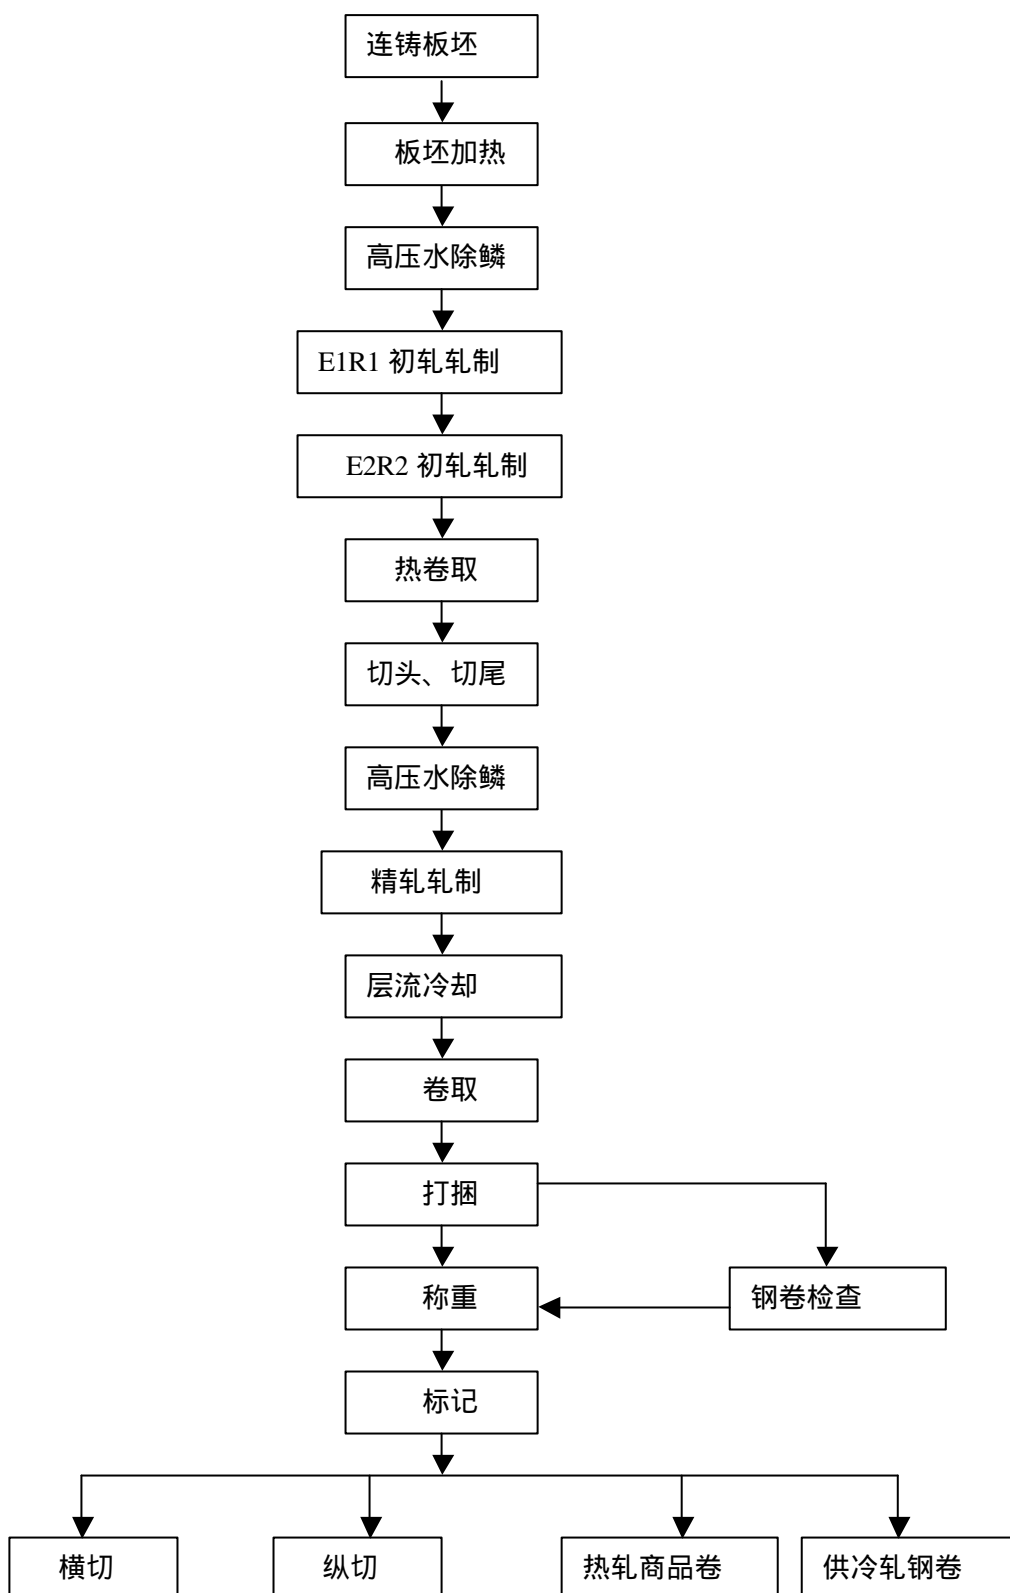 连铸板坯
板坯加热
高压水除鳞
E1R1 初轧轧制
E2R2 初轧轧制
热卷取
切头、切尾
高压水除鳞
精轧轧制
层流冷却
卷取
打捆
称重
钢卷检查
标记
横切
纵切
热轧商品卷
供冷轧钢卷